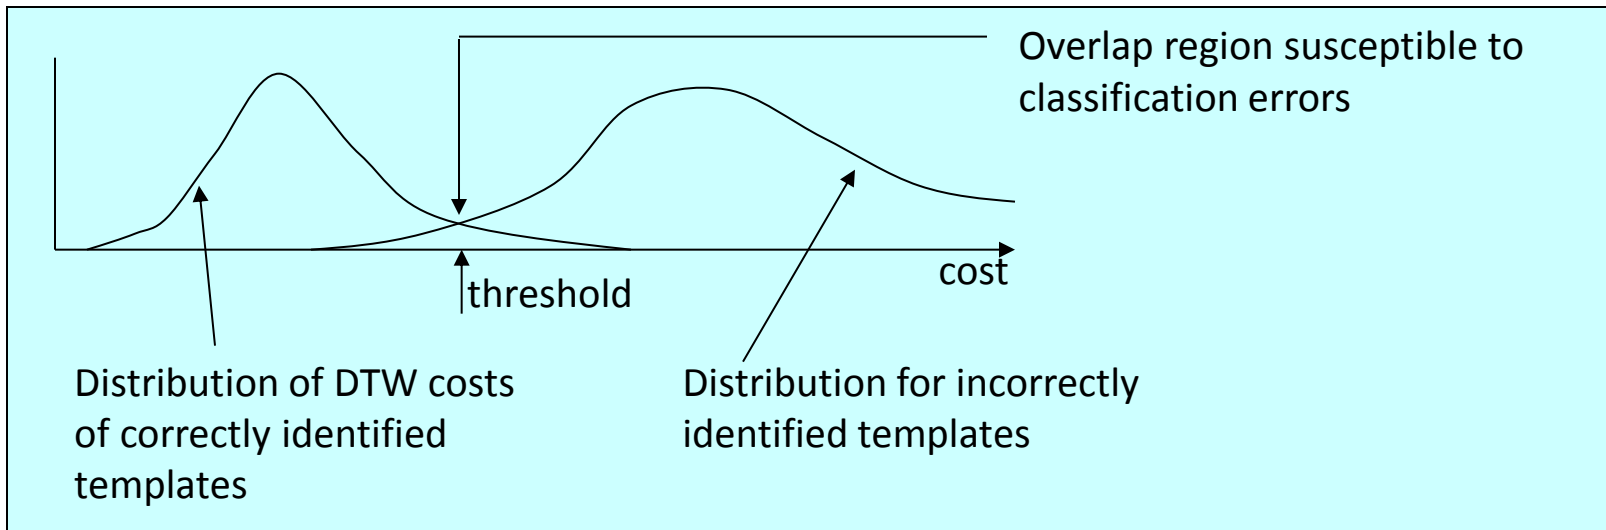 Overlap region susceptible to
classification errors
cost
threshold
Distribution of DTW costs
of correctly identified
templates
Distribution for incorrectly
identified templates